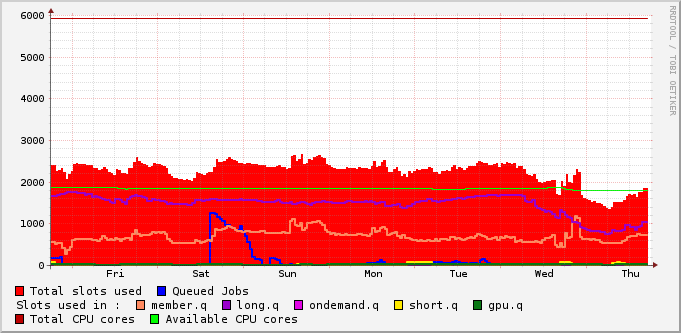 RRDTOOL / TOBI OETIKER
6000
5000
4000
3000
2000
1000
0
Fri Sat Sun Mon Tue Wed Thu
Total slots used Queued Jobs
Slots used in : member.q long.q ondemand.q short.q gpu.q
Total CPU cores Available CPU cores